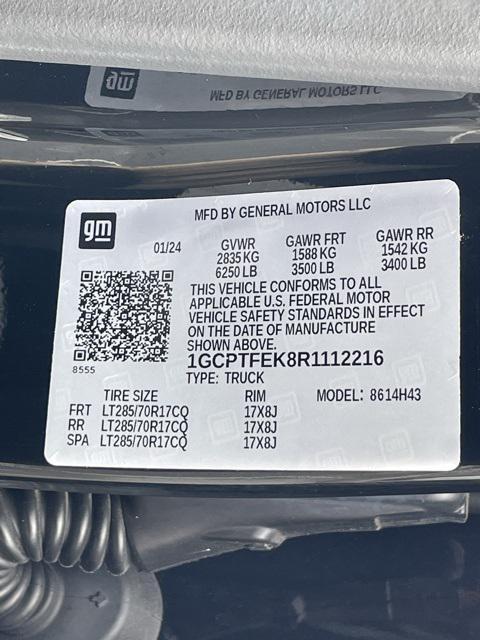 MFD BY GENERAL MOTORS LLC
gm
MFD BY GENERAL MOTORS LLC
gm
01/24
GVWR GAWR FRT GAWR RR
2835 KG 1588 KG 1542 KG
6250 LB 3500 LB 3400 LB
THIS VEHICLE CONFORMS TO ALL
APPLICABLE U.S. FEDERAL MOTOR
VEHICLE SAFETY STANDARDS IN EFFECT
ON THE DATE OF MANUFACTURE
SHOWN ABOVE.
8555
1GCPTFEK8R1112216
TYPE: TRUCK
TIRE SIZE RIM MODEL: 8614H43
FRT LT285/70R17CQ 17X8J
RR LT285/70R17CQ 17X8J
SPA LT285/70R17CQ 17X8J